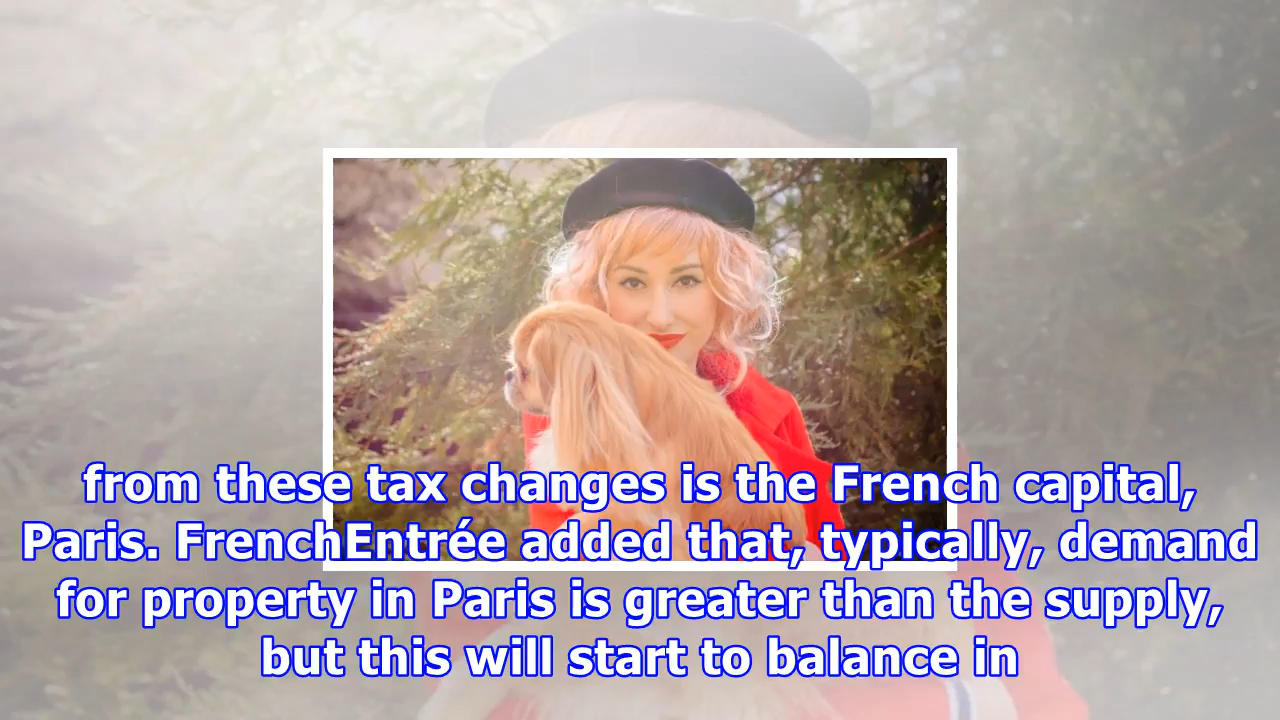 from these tax changes is the French capital,
Paris. FrenchEntrée added that, typically, demand
for property in Paris is greater than the supply,
but this will start to balance in